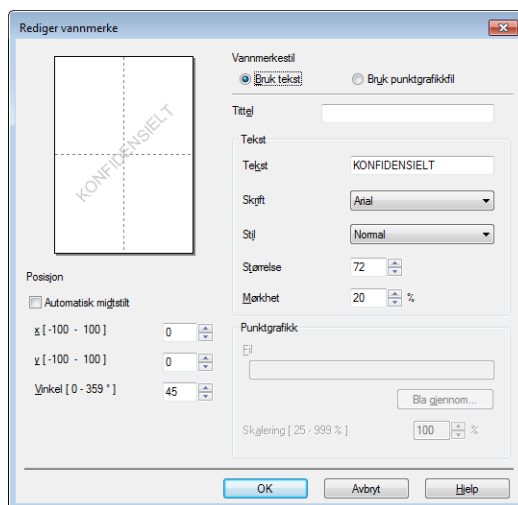 Rediger vannmerke
KONFIDENSIELT
Vannmerkestil
Bruk tekst
Bruk punktgrafikkfil
Tittel
Tekst
Tekst KONFIDENSIELT
Skrift Arial
Stil Normal
Størrelse 72
Mørkhet 20 %
Posisjon
Automatisk midtstilt
x [ -100 - 100 ] 0
y [ -100 - 100 ] 0
Vinkel [ 0 - 359 ° ] 45
Punktgrafikk
Fil
Bla gjennom...
Skalering [ 25 - 999 % ] 100 %
OK Avbryt Hjelp